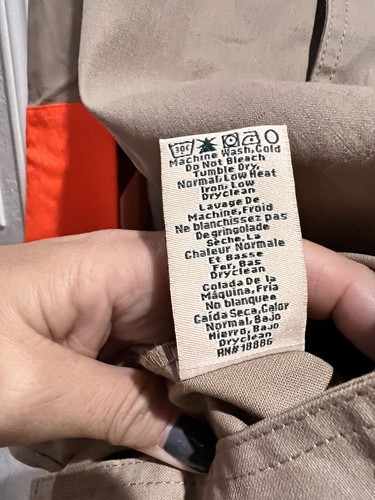 30c
Machine Wash,Cold
Do Not Bleach
Tumble Dry,
Normal,Low Heat
Iron, Low
Dryclean
Lavage De
Machine,Froid
Ne blanchissez pas
Degringolade
Sèche,La
Chaleur Normale
Et Basse
Fer, Bas
Dryclean
Colada De la
Máquina,Fria
No blanquee
Caída Seca,Calor
Normal, Bajo
Hierro, Bajo
Dryclean
RN#18886